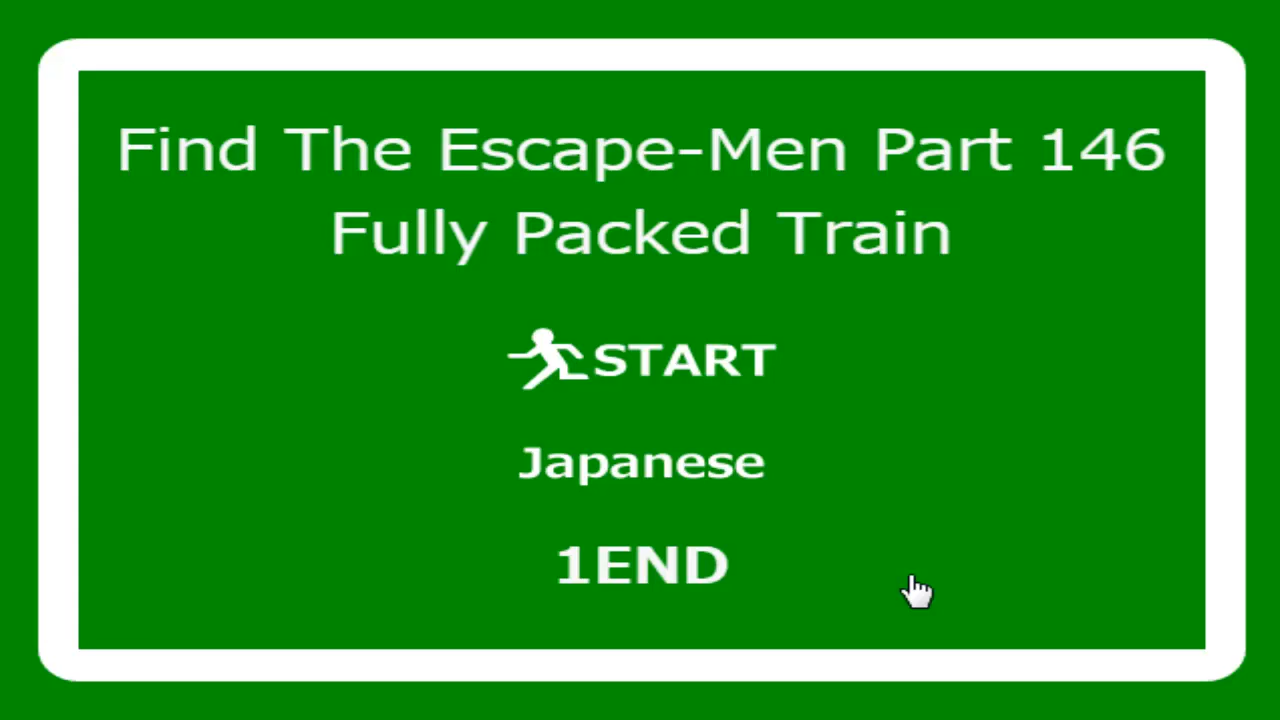 Find The Escape-Men Part 146
Fully Packed Train
START
Japanese
1END